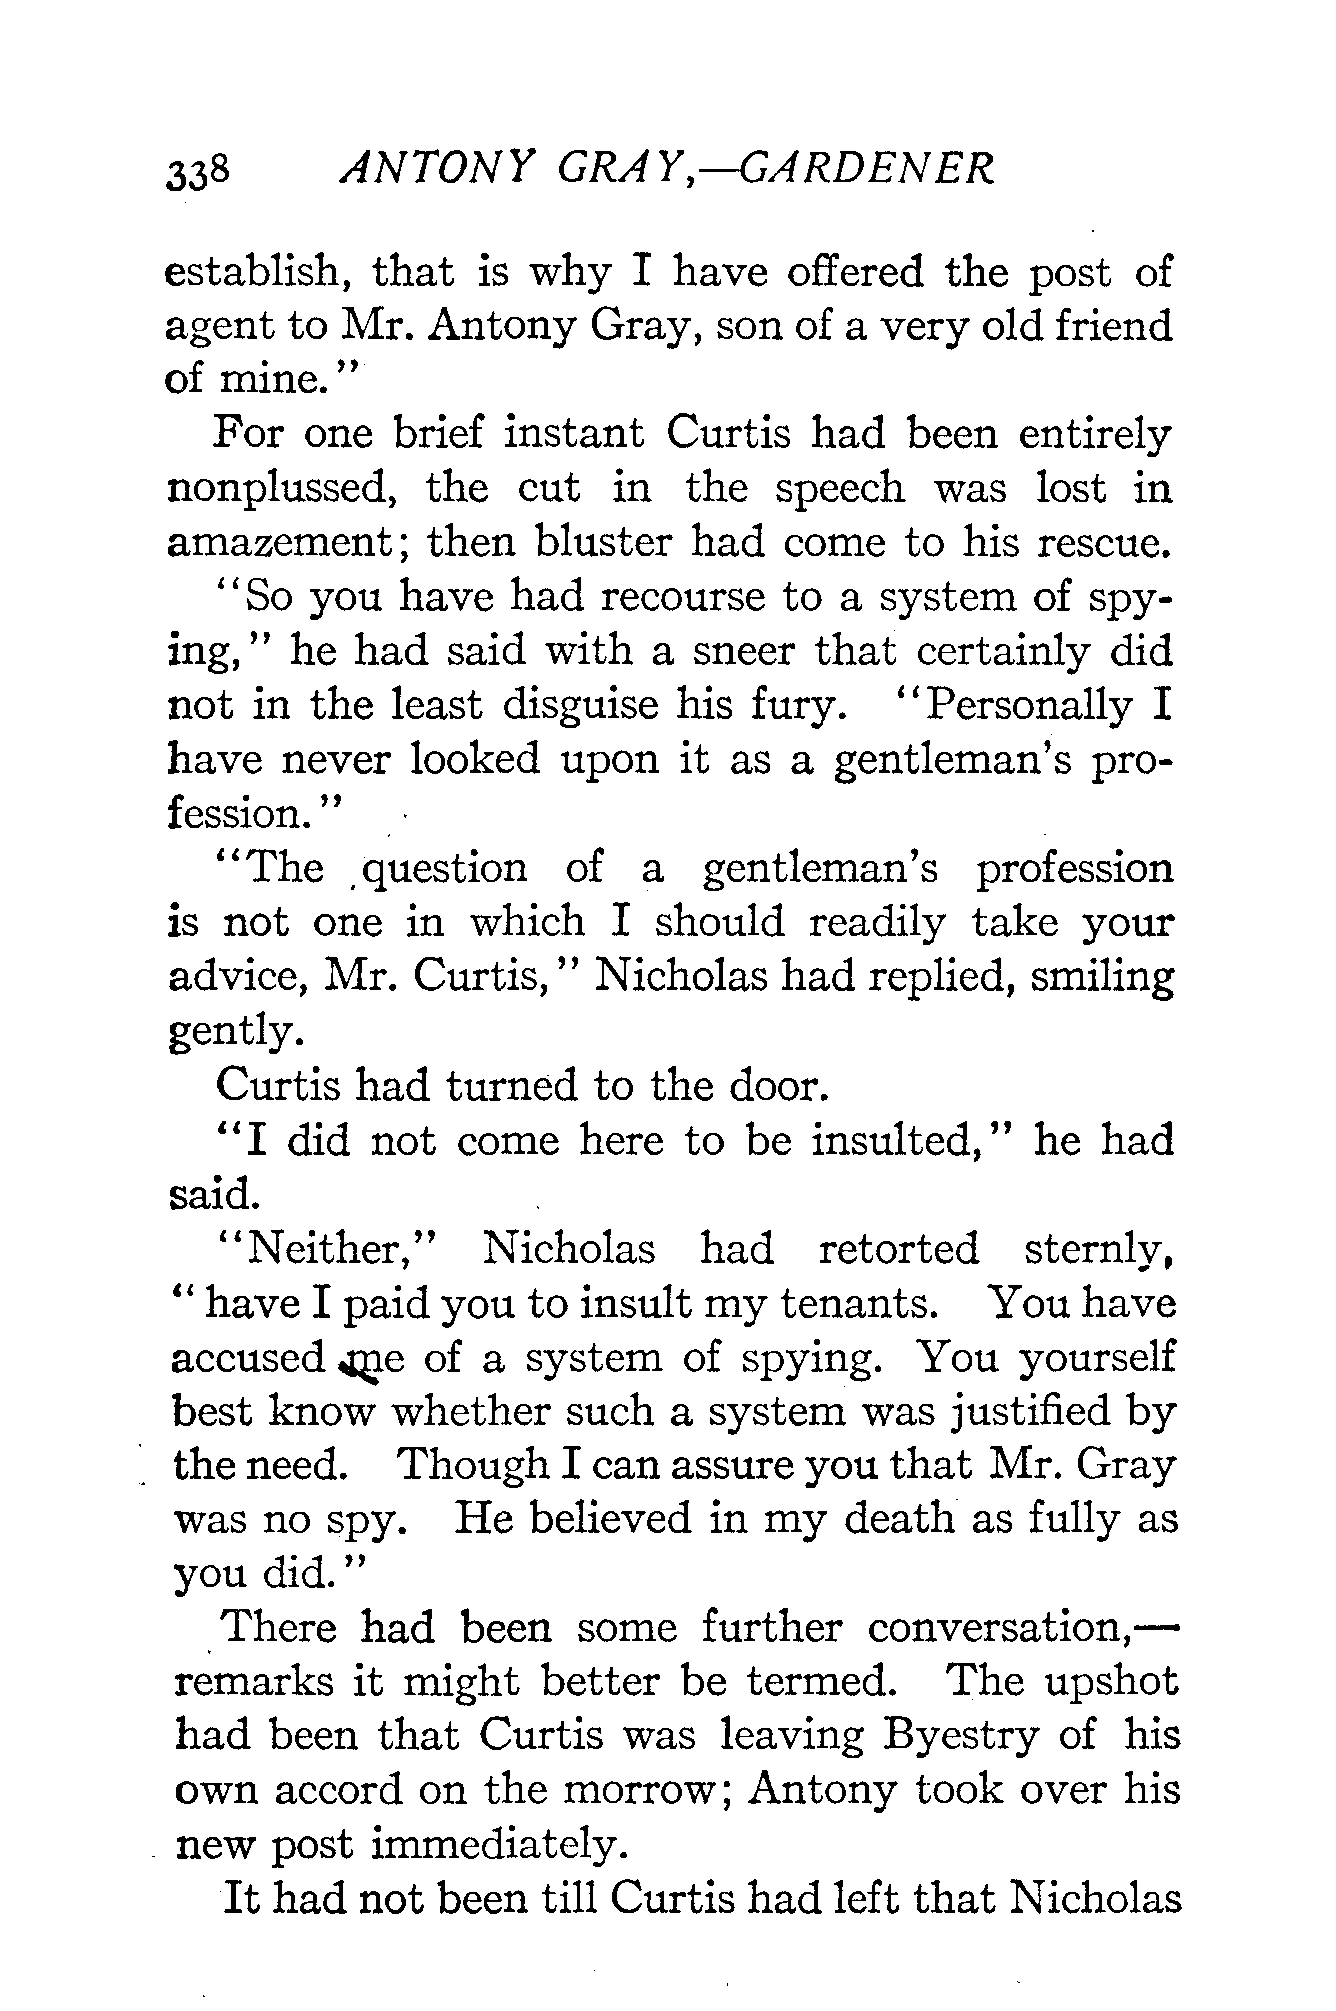 338 ANTONY GRAY,—GARDENER
establish, that is why I have offered the post of
agent to Mr. Antony Gray, son of a very old friend
of mine."
For one brief instant Curtis had been entirely
nonplussed, the cut in the speech was lost in
amazement; then bluster had come to his rescue.
"So you have had recourse to a system of spy-
ing," he had said with a sneer that certainly did
not in the least disguise his fury. "Personally I
have never looked upon it as a gentleman's pro-
fession."
"The question of a gentleman's profession
is not one in which I should readily take your
advice, Mr. Curtis," Nicholas had replied, smiling
gently.
Curtis had turned to the door.
"I did not come here to be insulted," he had
said.
"Neither," Nicholas had retorted sternly,
"have I paid you to insult my tenants. You have
accused me of a system of spying. You yourself
best know whether such a system was justified by
the need. Though I can assure you that Mr. Gray
was no spy. He believed in my death as fully as
you did."
There had been some further conversation,—
remarks it might better be termed. The upshot
had been that Curtis was leaving Byestry of his
own accord on the morrow; Antony took over his
new post immediately.
It had not been till Curtis had left that Nicholas